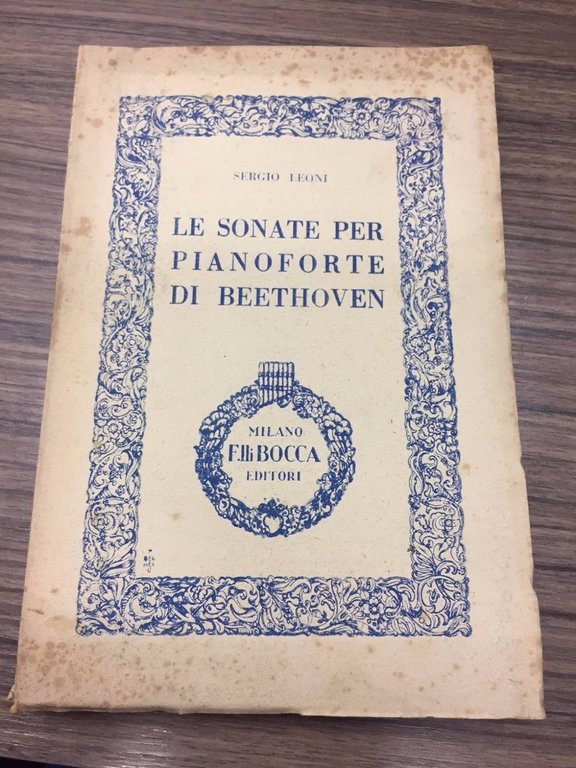 SERGIO LEONI
LE SONATE PER
PIANOFORTE
DI BEETHOVEN
MILANO
F.lli BOCCA
EDITORI